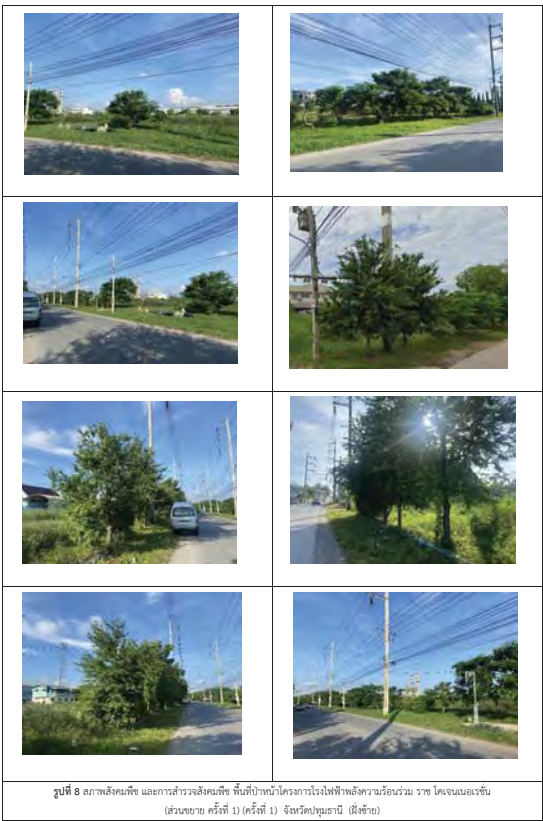 รูปที่ 8 สภาพสังคมพืช และการสำรวจสังคมพืช พื้นที่ป่าหน้าโครงการโรงไฟฟ้าพลังความร้อนร่วม ราช โคเจนเนอเรชั่น
(ส่วนขยาย ครั้งที่ 1) (ครั้งที่ 1) จังหวัดปทุมธานี (ฝั่งซ้าย)